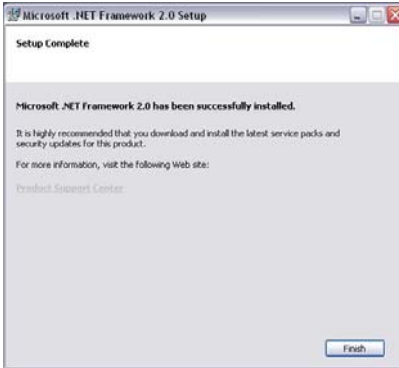 Microsoft .NET Framework 2.0 Setup
Setup Complete
Microsoft .NET Framework 2.0 has been successfully installed.
It is highly recommended that you download and install the latest service packs and
security updates for this product.
For more information, visit the following Web site:
Product Support Center
Finish